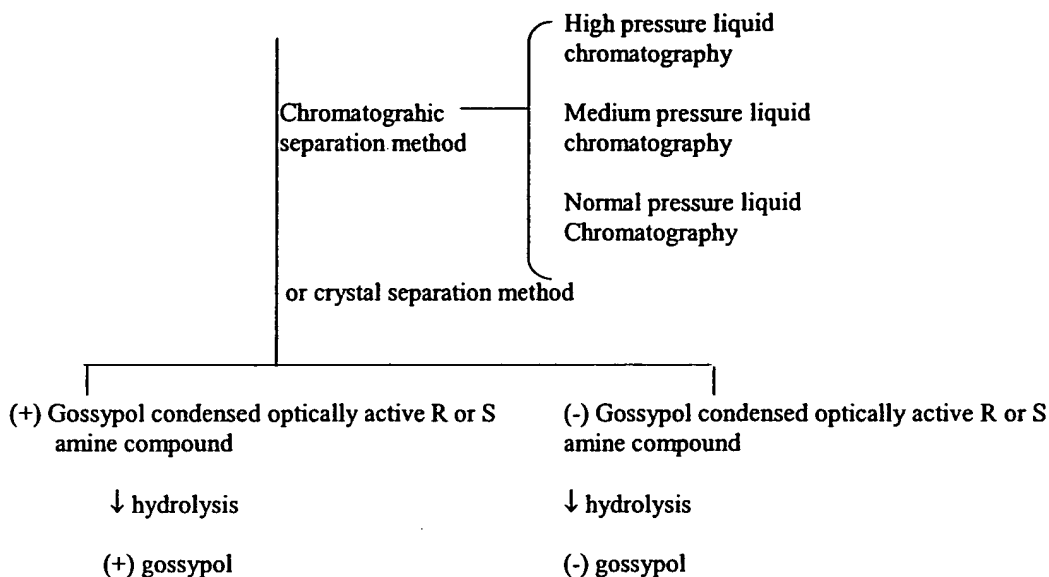 High pressure liquid
chromatography
Chromatograhic
separation method
Medium pressure liquid
chromatography
Normal pressure liquid
Chromatography
or crystal separation method
(+) Gossypol condensed optically active R or S
amine compound
(-) Gossypol condensed optically active R or S
amine compound
↓ hydrolysis
↓ hydrolysis
(+) gossypol
(-) gossypol